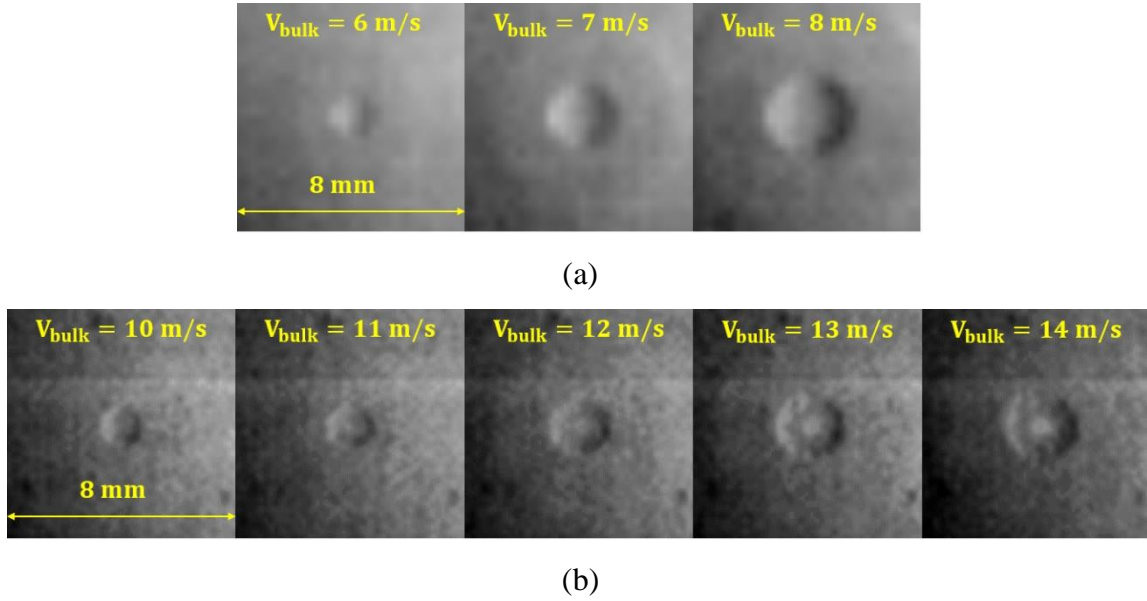 V_bulk = 6 m/s V_bulk = 7 m/s V_bulk = 8 m/s
8 mm
(a)
V_bulk = 10 m/s V_bulk = 11 m/s V_bulk = 12 m/s V_bulk = 13 m/s V_bulk = 14 m/s
8 mm
(b)